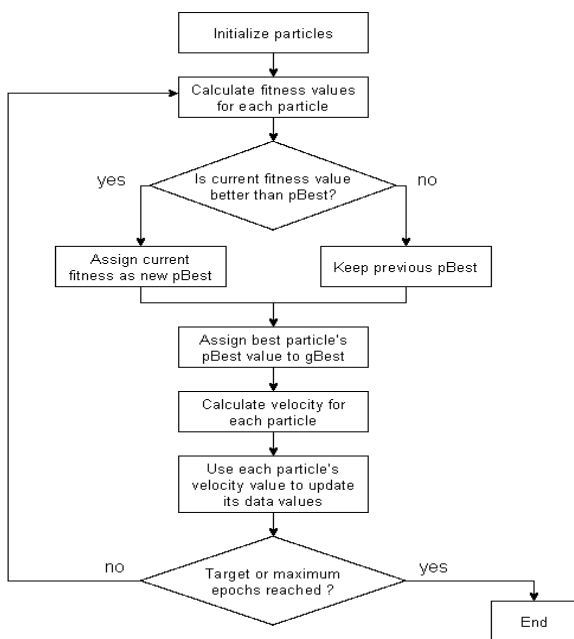 Initialize particles
Calculate fitness values
for each particle
yes
Is current fitness value
better than pBest?
no
Assign current
fitness as new pBest
Keep previous pBest
Assign best particle's
pBest value to gBest
Calculate velocity for
each particle
Use each particle's
velocity value to update
its data values
no
Target or maximum
epochs reached ?
yes
End